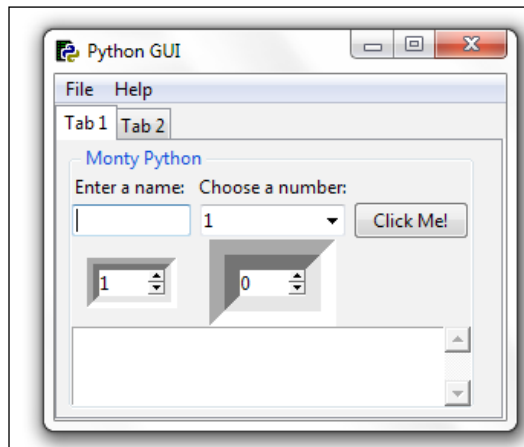 Python GUI
File Help
Tab 1 Tab 2
Monty Python
Enter a name: Choose a number:
1 Click Me!
1 0